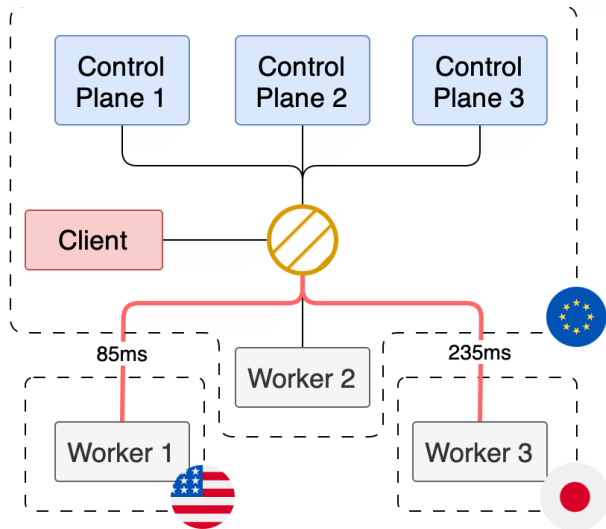 Control
Plane 1
Control
Plane 2
Control
Plane 3
Client
85ms
235ms
Worker 2
Worker 1
Worker 3